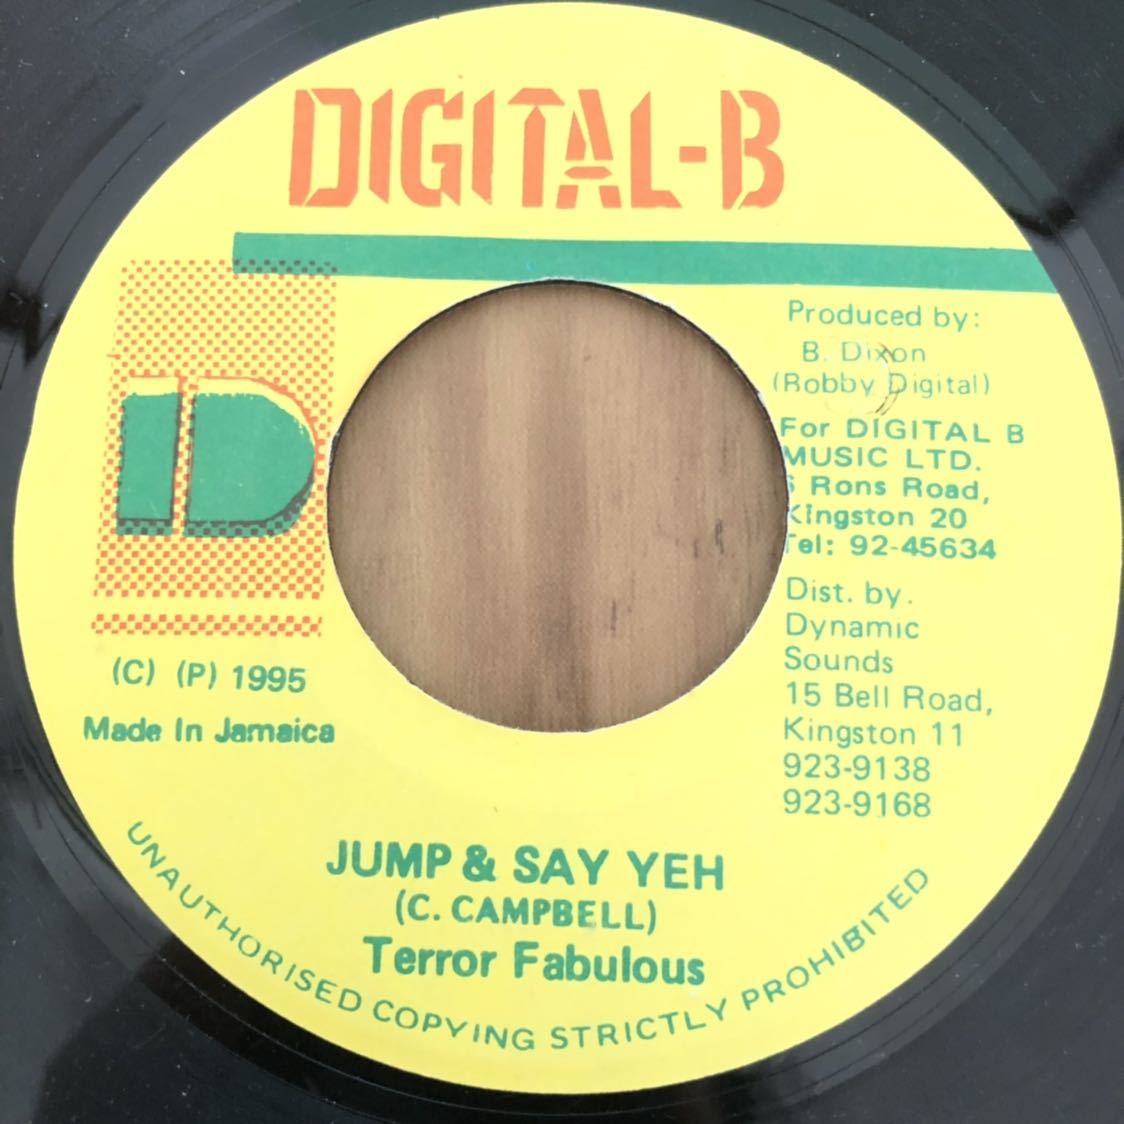 DIGITAL-B
Produced by:
B. Dixon
(Robby Digital)
For DIGITAL B
MUSIC LTD.
Rons Road,
Kingston 20
Tel: 92-45634
Dist. by.
Dynamic
Sounds
15 Bell Road,
Kingston 11
923-9138
923-9168
D
(C) (P) 1995
Made In Jamaica
JUMP & SAY YEH
(C. CAMPBELL)
Terror Fabulous
UNAUTHORISED COPYING STRICTLY PROHIBITED